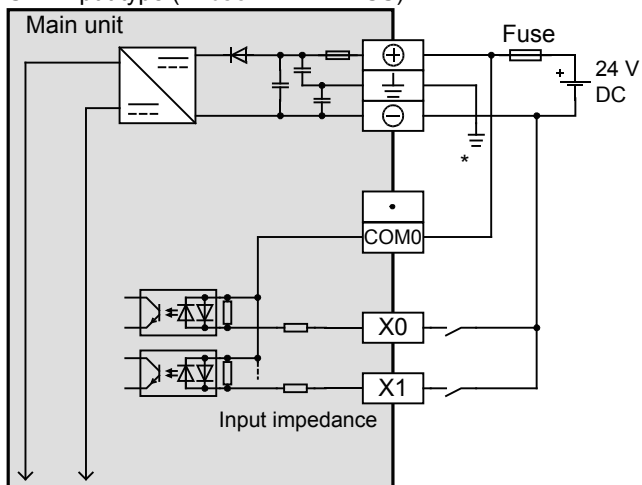 Main unit
Fuse
+
24 V
DC
*
COM0
X0
X1
Input impedance